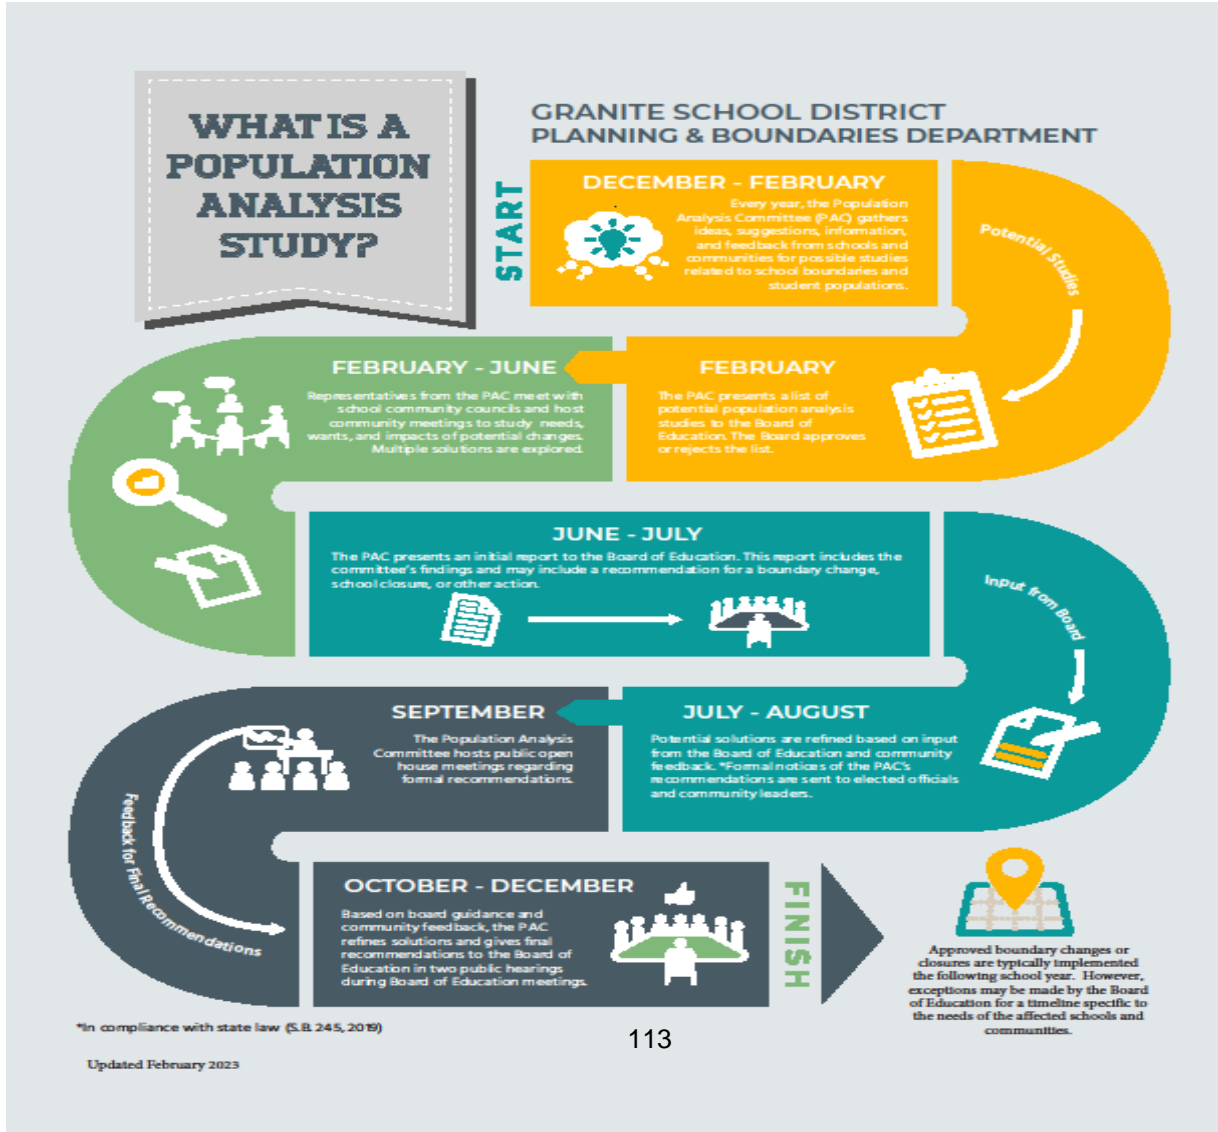 WHAT IS A
POPULATION
ANALYSIS
STUDY?
GRANITE SCHOOL DISTRICT
PLANNING & BOUNDARIES DEPARTMENT
START
DECEMBER - FEBRUARY
Every year, the Population
Analysis Committee (PAC) gathers
ideas, suggestions, information,
and feedback from schools and
communities for possible studies
related to school boundaries and
student populations.
Potential Studies
FEBRUARY
The PAC presents a list of
potential population analysis
studies to the Board of
Education. The Board approves
or rejects the list.
FEBRUARY - JUNE
Representatives from the PAC meet with
school community councils and host
community meetings to study needs,
wants, and impacts of potential changes.
Multiple solutions are explored.
JUNE - JULY
The PAC presents an initial report to the Board of Education. This report includes the
committee's findings and may include a recommendation for a boundary change,
school closure, or other action.
Input from Board
JULY - AUGUST
Potential solutions are refined based on input
from the Board of Education and community
feedback. *Formal notices of the PAC's
recommendations are sent to elected officials
and community leaders.
SEPTEMBER
The Population Analysis
Committee hosts public open
house meetings regarding
formal recommendations.
Feedback for Final Recommendations
OCTOBER - DECEMBER
Based on board guidance and
community feedback, the PAC
refines solutions and gives final
recommendations to the Board of
Education in two public hearings
during Board of Education meetings.
FINISH
Approved boundary changes or
closures are typically implemented
the following school year. However,
exceptions may be made by the Board
of Education for a timeline specific to
the needs of the affected schools and
communities.
*In compliance with state law (S.B. 245, 2019)
113
Updated February 2023